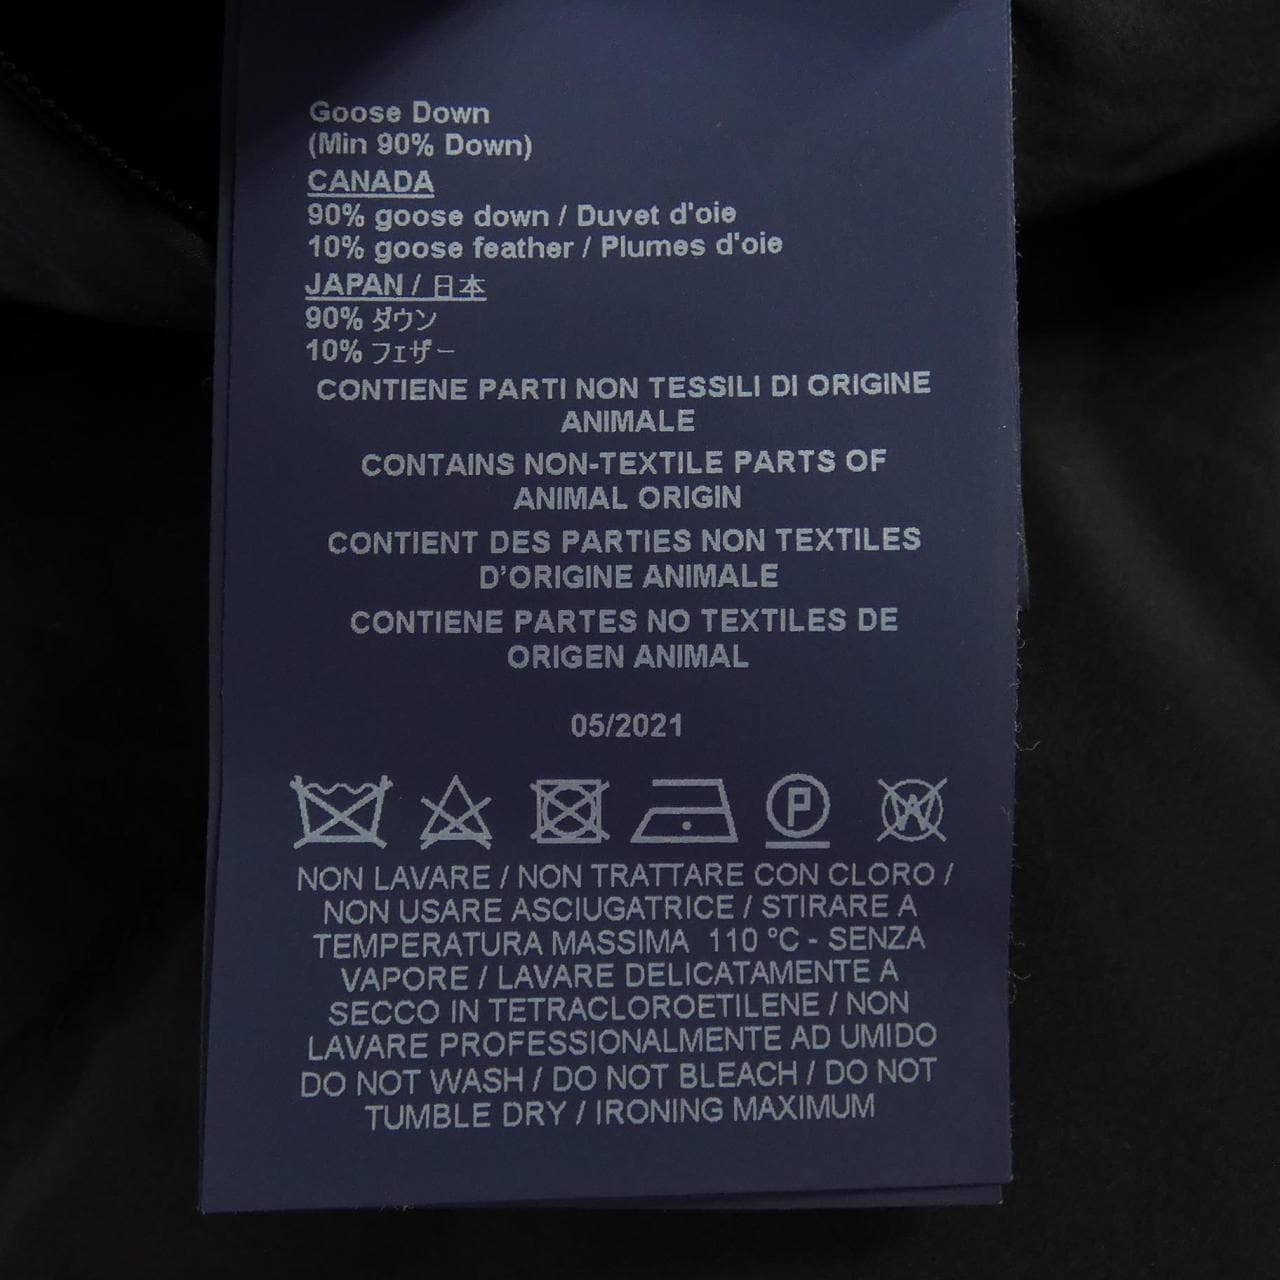 Goose Down
(Min 90% Down)
CANADA
90% goose down / Duvet d'oie
10% goose feather / Plumes d'oie
JAPAN / 日本
90% ダウン
10% フェザー
CONTIENE PARTI NON TESSILI DI ORIGINE
ANIMALE
CONTAINS NON-TEXTILE PARTS OF
ANIMAL ORIGIN
CONTIENT DES PARTIES NON TEXTILES
D’ORIGINE ANIMALE
CONTIENE PARTES NO TEXTILES DE
ORIGEN ANIMAL
05/2021
P W
NON LAVARE / NON TRATTARE CON CLORO /
NON USARE ASCIUGATRICE / STIRARE A
TEMPERATURA MASSIMA 110 °C - SENZA
VAPORE / LAVARE DELICATAMENTE A
SECCO IN TETRACLOROETILENE / NON
LAVARE PROFESSIONALMENTE AD UMIDO
DO NOT WASH / DO NOT BLEACH / DO NOT
TUMBLE DRY / IRONING MAXIMUM